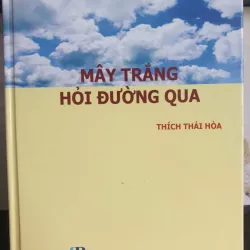 MÂY TRẮNG
HỎI ĐƯỜNG QUA
THÍCH THÁI HÒA